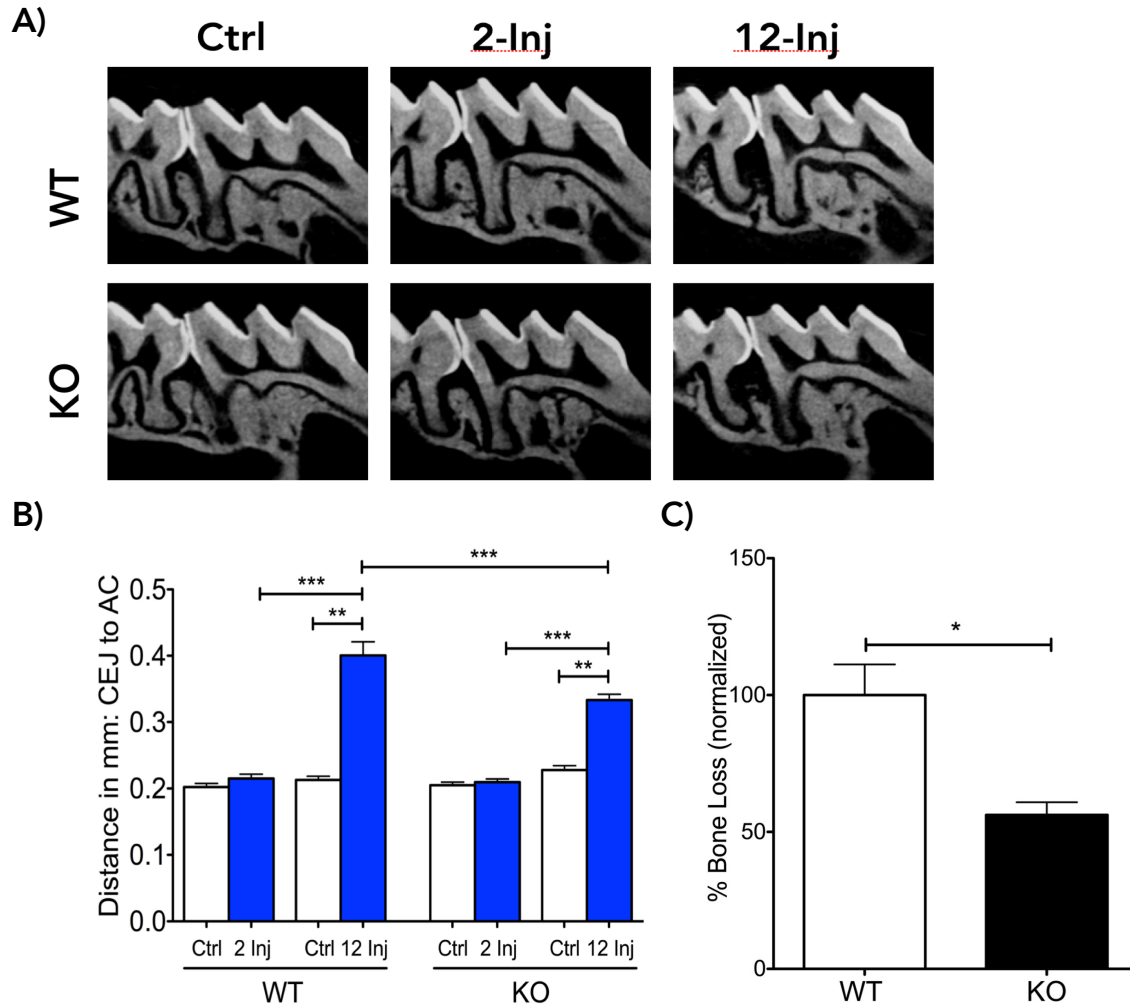 A)
Ctrl 2-Inj 12-Inj
WT
KO
B)
Distance in mm: CEJ to AC
0.5
0.4
0.3
0.2
0.1
0.0
***
***
**
***
**
Ctrl 2 Inj Ctrl 12 Inj Ctrl 2 Inj Ctrl 12 Inj
WT KO
C)
% Bone Loss (normalized)
150
100
50
0
*
WT KO